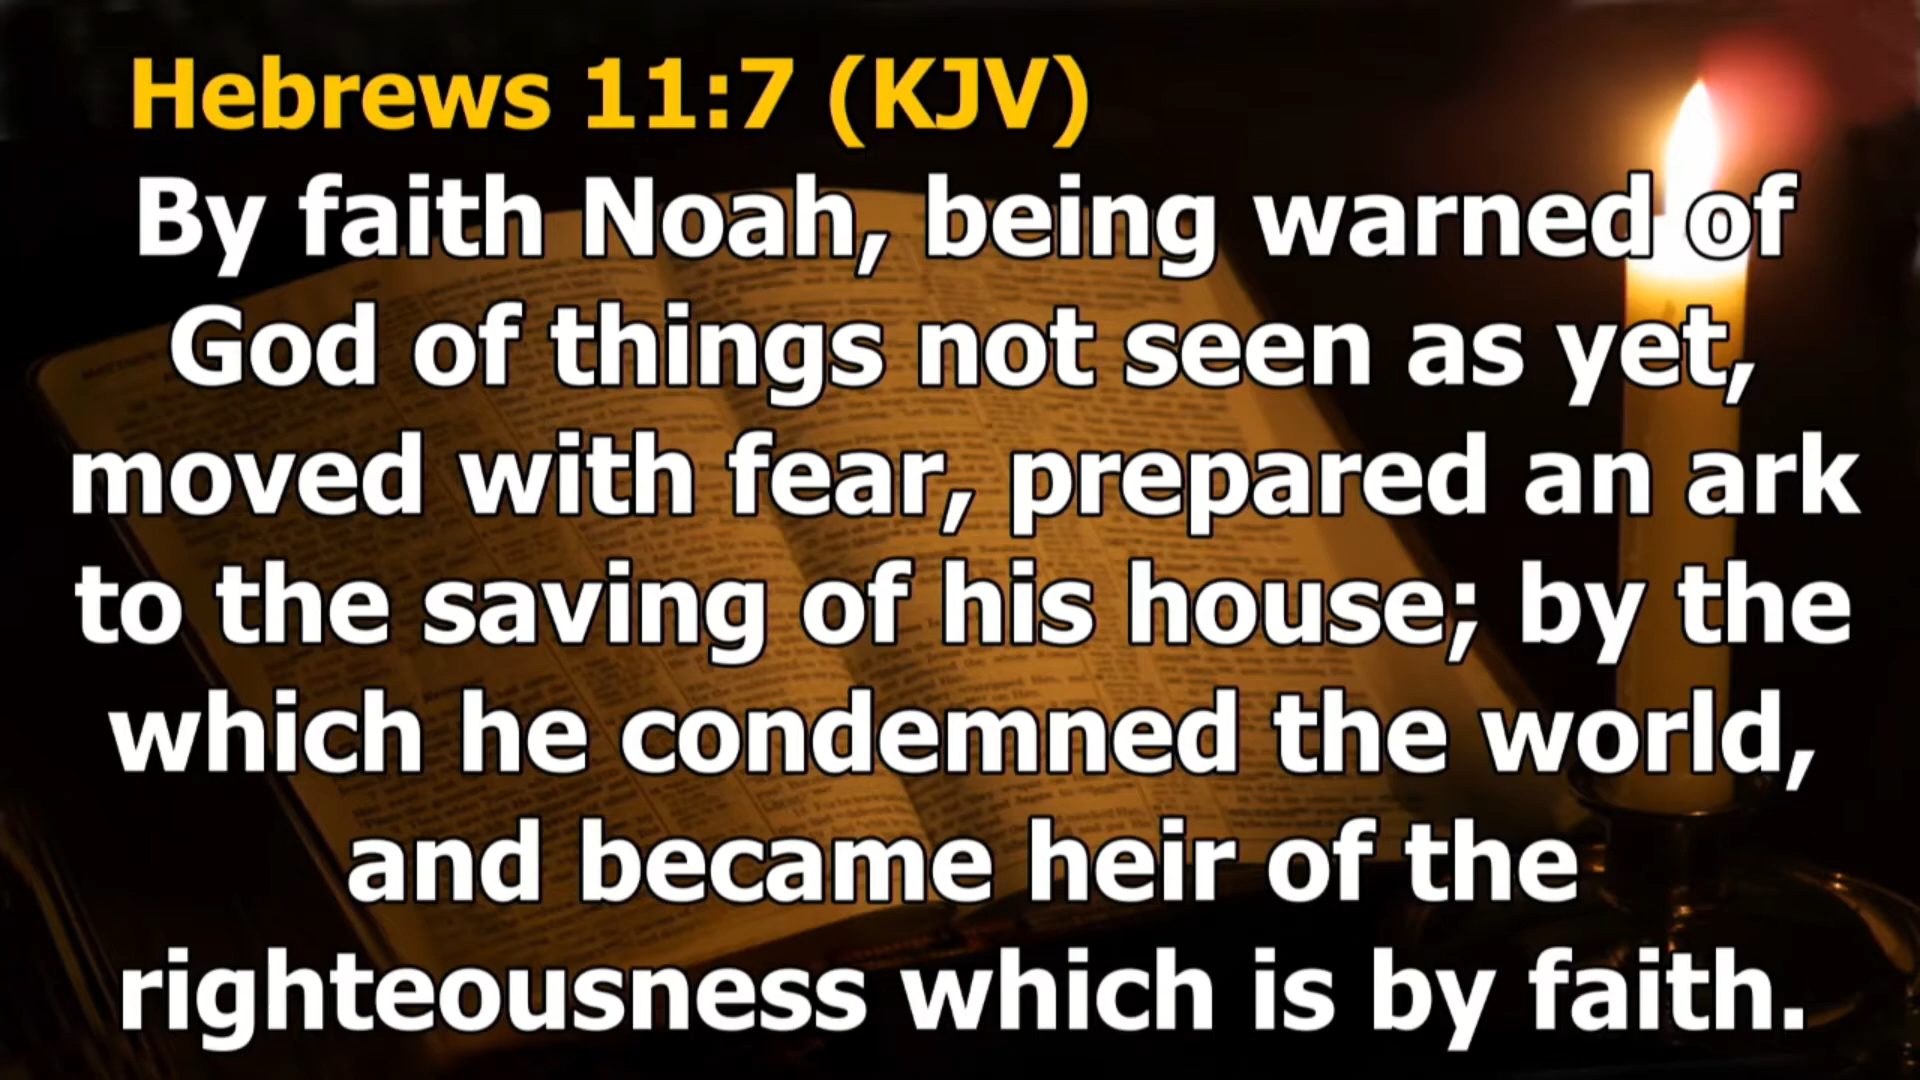 Hebrews 11:7 (KJV)
By faith Noah, being warned of
God of things not seen as yet,
moved with fear, prepared an ark
to the saving of his house; by the
which he condemned the world,
and became heir of the
righteousness which is by faith.